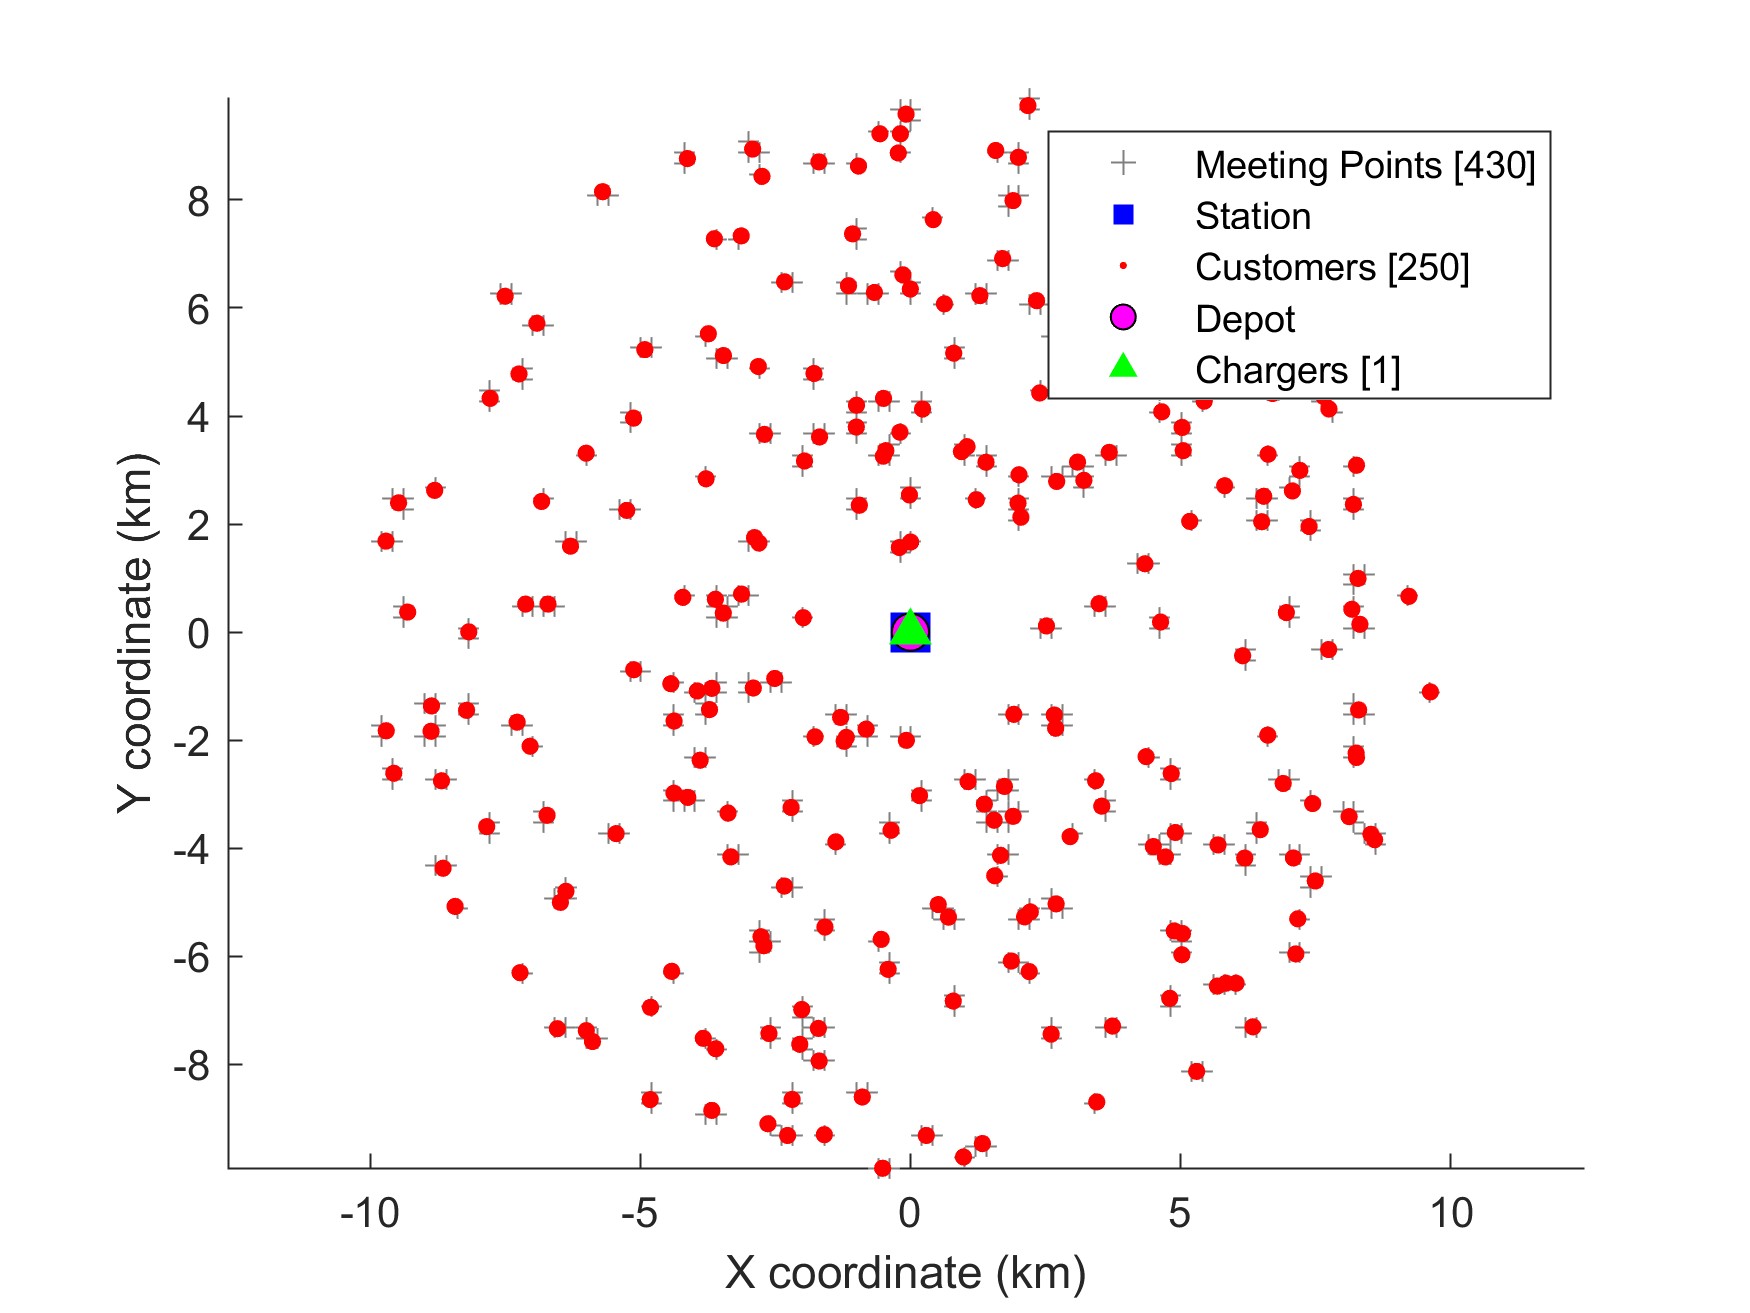 Meeting Points [430]
Station
Customers [250]
Depot
Chargers [1]
8
6
4
2
0
-2
-4
-6
-8
Y coordinate (km)
-10
-5
0
5
10
X coordinate (km)